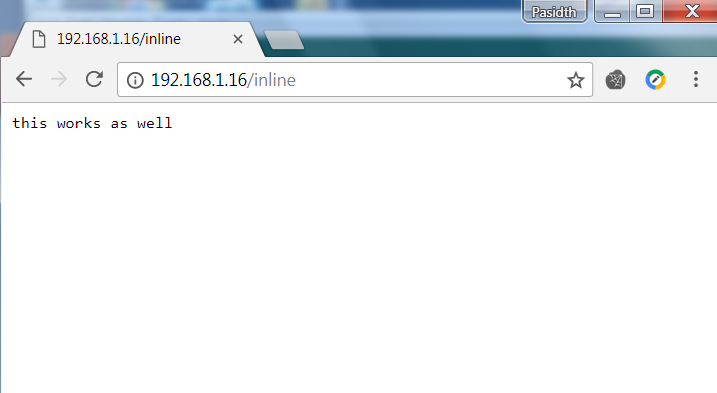 Pasidth
192.168.1.16/inline
192.168.1.16/inline
this works as well